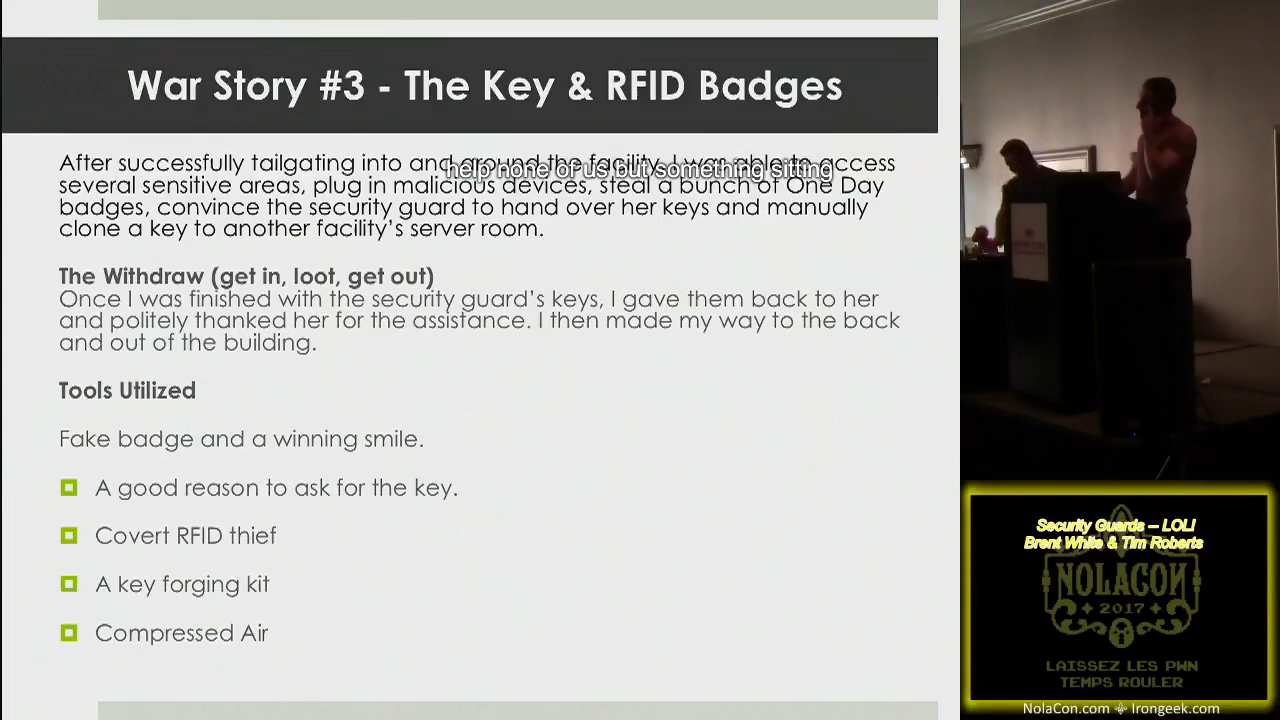 War Story #3 - The Key & RFID Badges
After successfully tailgating into and around the facility, I was able to access
help none of us but something sitting
several sensitive areas, plug in malicious devices, steal a bunch of One Day
badges, convince the security guard to hand over her keys and manually
clone a key to another facility's server room.
The Withdraw (get in, loot, get out)
Once I was finished with the security guard's keys, I gave them back to her
and politely thanked her for the assistance. I then made my way to the back
and out of the building.
Tools Utilized
Fake badge and a winning smile.
A good reason to ask for the key.
Covert RFID thief
A key forging kit
Compressed Air
Security Guards -- LOL!
Brent White & Tim Roberts
NOLACON
2017
LAISSEZ LES PWN
TEMPS ROULER
NolaCon.com Irongeek.com